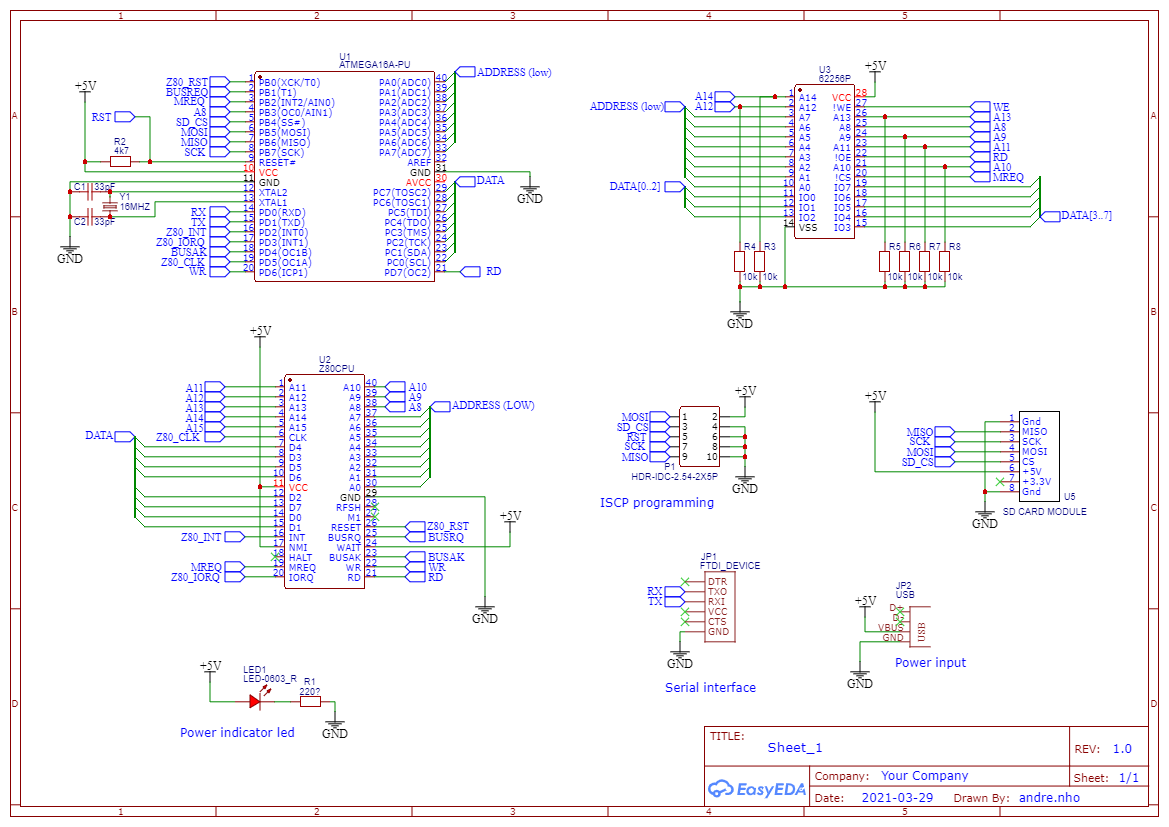 1 2 3 4 5
A
B
C
D
A
B
C
D
U1
ATMEGA16A-PU
+5V
RST
R2
4k7
Z80_RST 1 PB0(XCK/T0) PA0(ADC0) 40 ADDRESS (low)
BUSREQ 2 PB1(T1) PA1(ADC1) 39
MREQ 3 PB2(INT2/AIN0) PA2(ADC2) 38
A8 4 PB3(OC0/AIN1) PA3(ADC3) 37
SD_CS 5 PB4(SS#) PA4(ADC4) 36
MOSI 6 PB5(MOSI) PA5(ADC5) 35
MISO 7 PB6(MISO) PA6(ADC6) 34
SCK 8 PB7(SCK) PA7(ADC7) 33
9 RESET# AREF 32
10 VCC GND 31
11 GND AVCC 30 DATA
12 XTAL2 PC7(TOSC2) 29
13 XTAL1 PC6(TOSC1) 28
RX 14 PD0(RXD) PC5(TDI) 27
TX 15 PD1(TXD) PC4(TDO) 26
Z80_INT 16 PD2(INT0) PC3(TMS) 25
Z80_IORQ 17 PD3(INT1) PC2(TCK) 24
BUSAK 18 PD4(OC1B) PC1(SDA) 23
Z80_CLK 19 PD5(OC1A) PC0(SCL) 22
WR 20 PD6(ICP1) PD7(OC2) 21 RD
C1 33pF
Y1
16MHZ
C2 33pF
GND
GND
U3
62256P
+5V
A14 1 A14 VCC 28
ADDRESS (low) A12 2 A12 !WE 27 WE
3 A7 A13 26 A13
4 A6 A8 25 A8
5 A5 A9 24 A9
6 A4 A11 23 A11
7 A3 !OE 22 RD
8 A2 A10 21 A10
9 A1 !CS 20 MREQ
DATA[0..2] 10 A0 IO7 19
11 IO0 IO6 18
12 IO1 IO5 17
13 IO2 IO4 16 DATA[3..7]
14 VSS IO3 15
R4 R3 R5 R6 R7 R8
10k 10k 10k 10k 10k 10k
GND
+5V
U2
Z80CPU
A11 1 A11 A10 40 A10
A12 2 A12 A9 39 A9
A13 3 A13 A8 38 A8
A14 4 A14 A7 37 ADDRESS (LOW)
A15 5 A15 A6 36
DATA Z80_CLK 6 CLK A5 35
7 D4 A4 34
8 D3 A3 33
9 D5 A2 32
10 D6 A1 31
11 VCC A0 30
12 D2 GND 29
13 D7 RFSH 28
14 D0 M1 27
15 D1 RESET 26 Z80_RST
Z80_INT 16 INT BUSRQ 25 BUSRQ
17 NMI WAIT 24
18 HALT BUSAK 23 BUSAK
MREQ 19 MREQ WR 22 WR
Z80_IORQ 20 IORQ RD 21 RD
+5V
GND
+5V
MOSI 1 2
SD_CS 3 4
RST 5 6
SCK 7 8
MISO 9 10
P1
HDR-IDC-2.54-2X5P
GND
ISCP programming
+5V
1 Gnd
MISO 2 MISO
SCK 3 SCK
MOSI 4 MOSI
SD_CS 5 CS
6 +5V
7 +3.3V
8 Gnd
U5
SD CARD MODULE
GND
JP1
FTDI_DEVICE
DTR
RX TXO
TX RXI
VCC
CTS
GND
GND
Serial interface
JP2
USB
+5V
D+
D-
VBUS
GND
USB
GND
Power input
+5V
LED1
LED-0603_R
R1
220?
GND
Power indicator led
TITLE:
Sheet_1
REV: 1.0
EasyEDA
Company: Your Company
Sheet: 1/1
Date: 2021-03-29 Drawn By: andre.nho
1 2 3 4 5